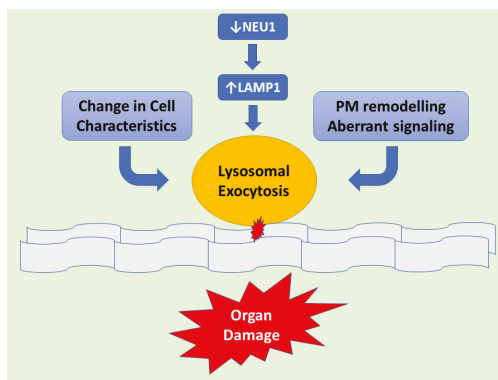 ↓NEU1
↑LAMP1
Change in Cell
Characteristics
PM remodelling
Aberrant signaling
Lysosomal
Exocytosis
Organ
Damage